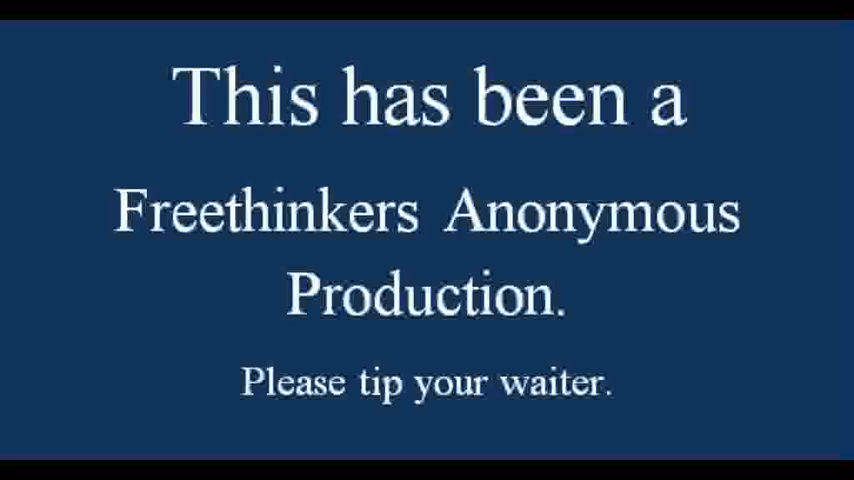 This has been a
Freethinkers Anonymous
Production.
Please tip your waiter.